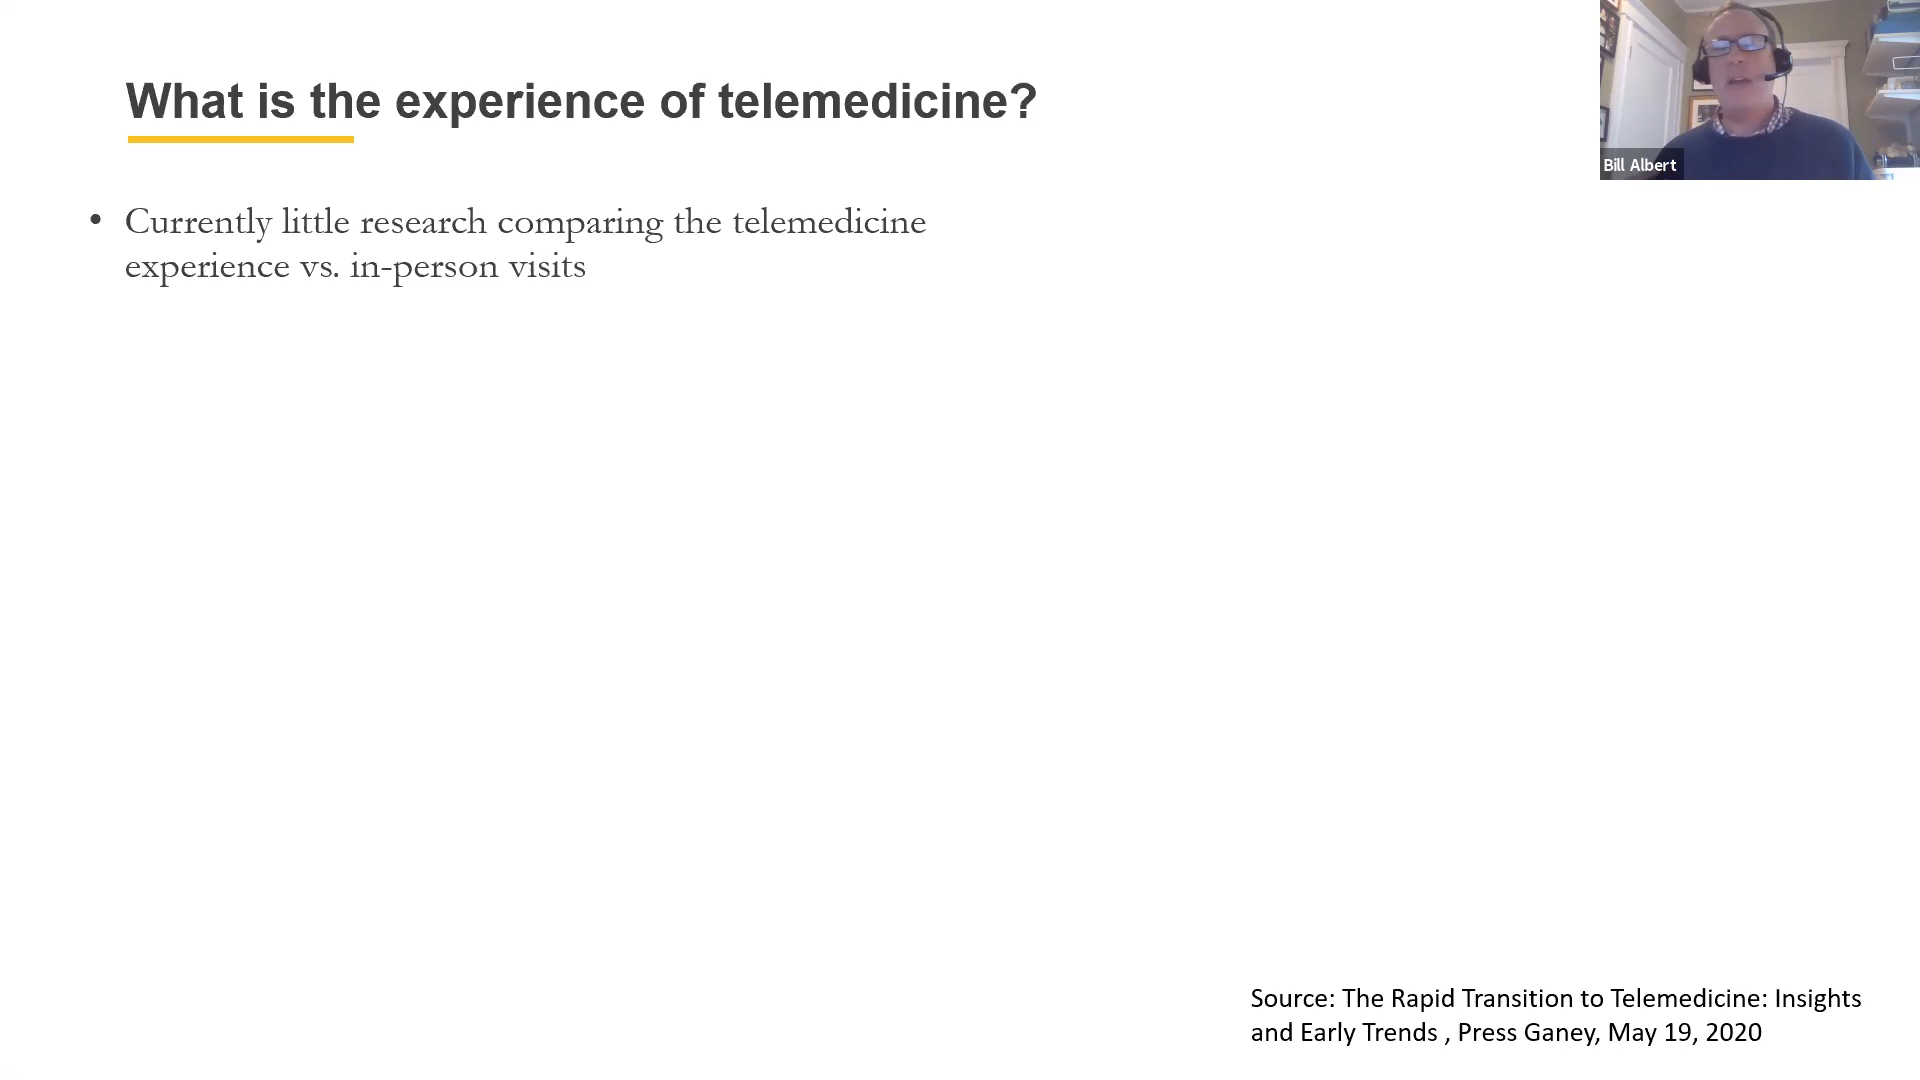 What is the experience of telemedicine?
• Currently little research comparing the telemedicine
experience vs. in-person visits
Bill Albert
Source: The Rapid Transition to Telemedicine: Insights
and Early Trends , Press Ganey, May 19, 2020